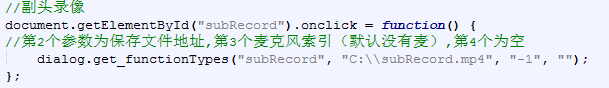 //副头录像
document.getElementById("subRecord").onclick = function() {
//第2个参数为保存文件地址,第3个麦克风索引（默认没有麦）,第4个为空
    dialog.get_functionTypes("subRecord", "C:\\subRecord.mp4", "-1", "");
};